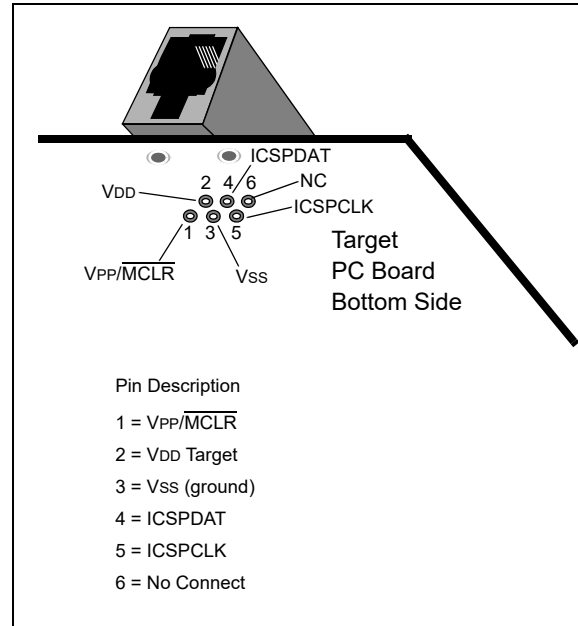 ICSPDAT
2 4 6 NC
VDD
ICSPCLK
1 3 5
Target
PC Board
Bottom Side
VPP/MCLR
VSS
Pin Description
1 = VPP/MCLR
2 = VDD Target
3 = VSS (ground)
4 = ICSPDAT
5 = ICSPCLK
6 = No Connect